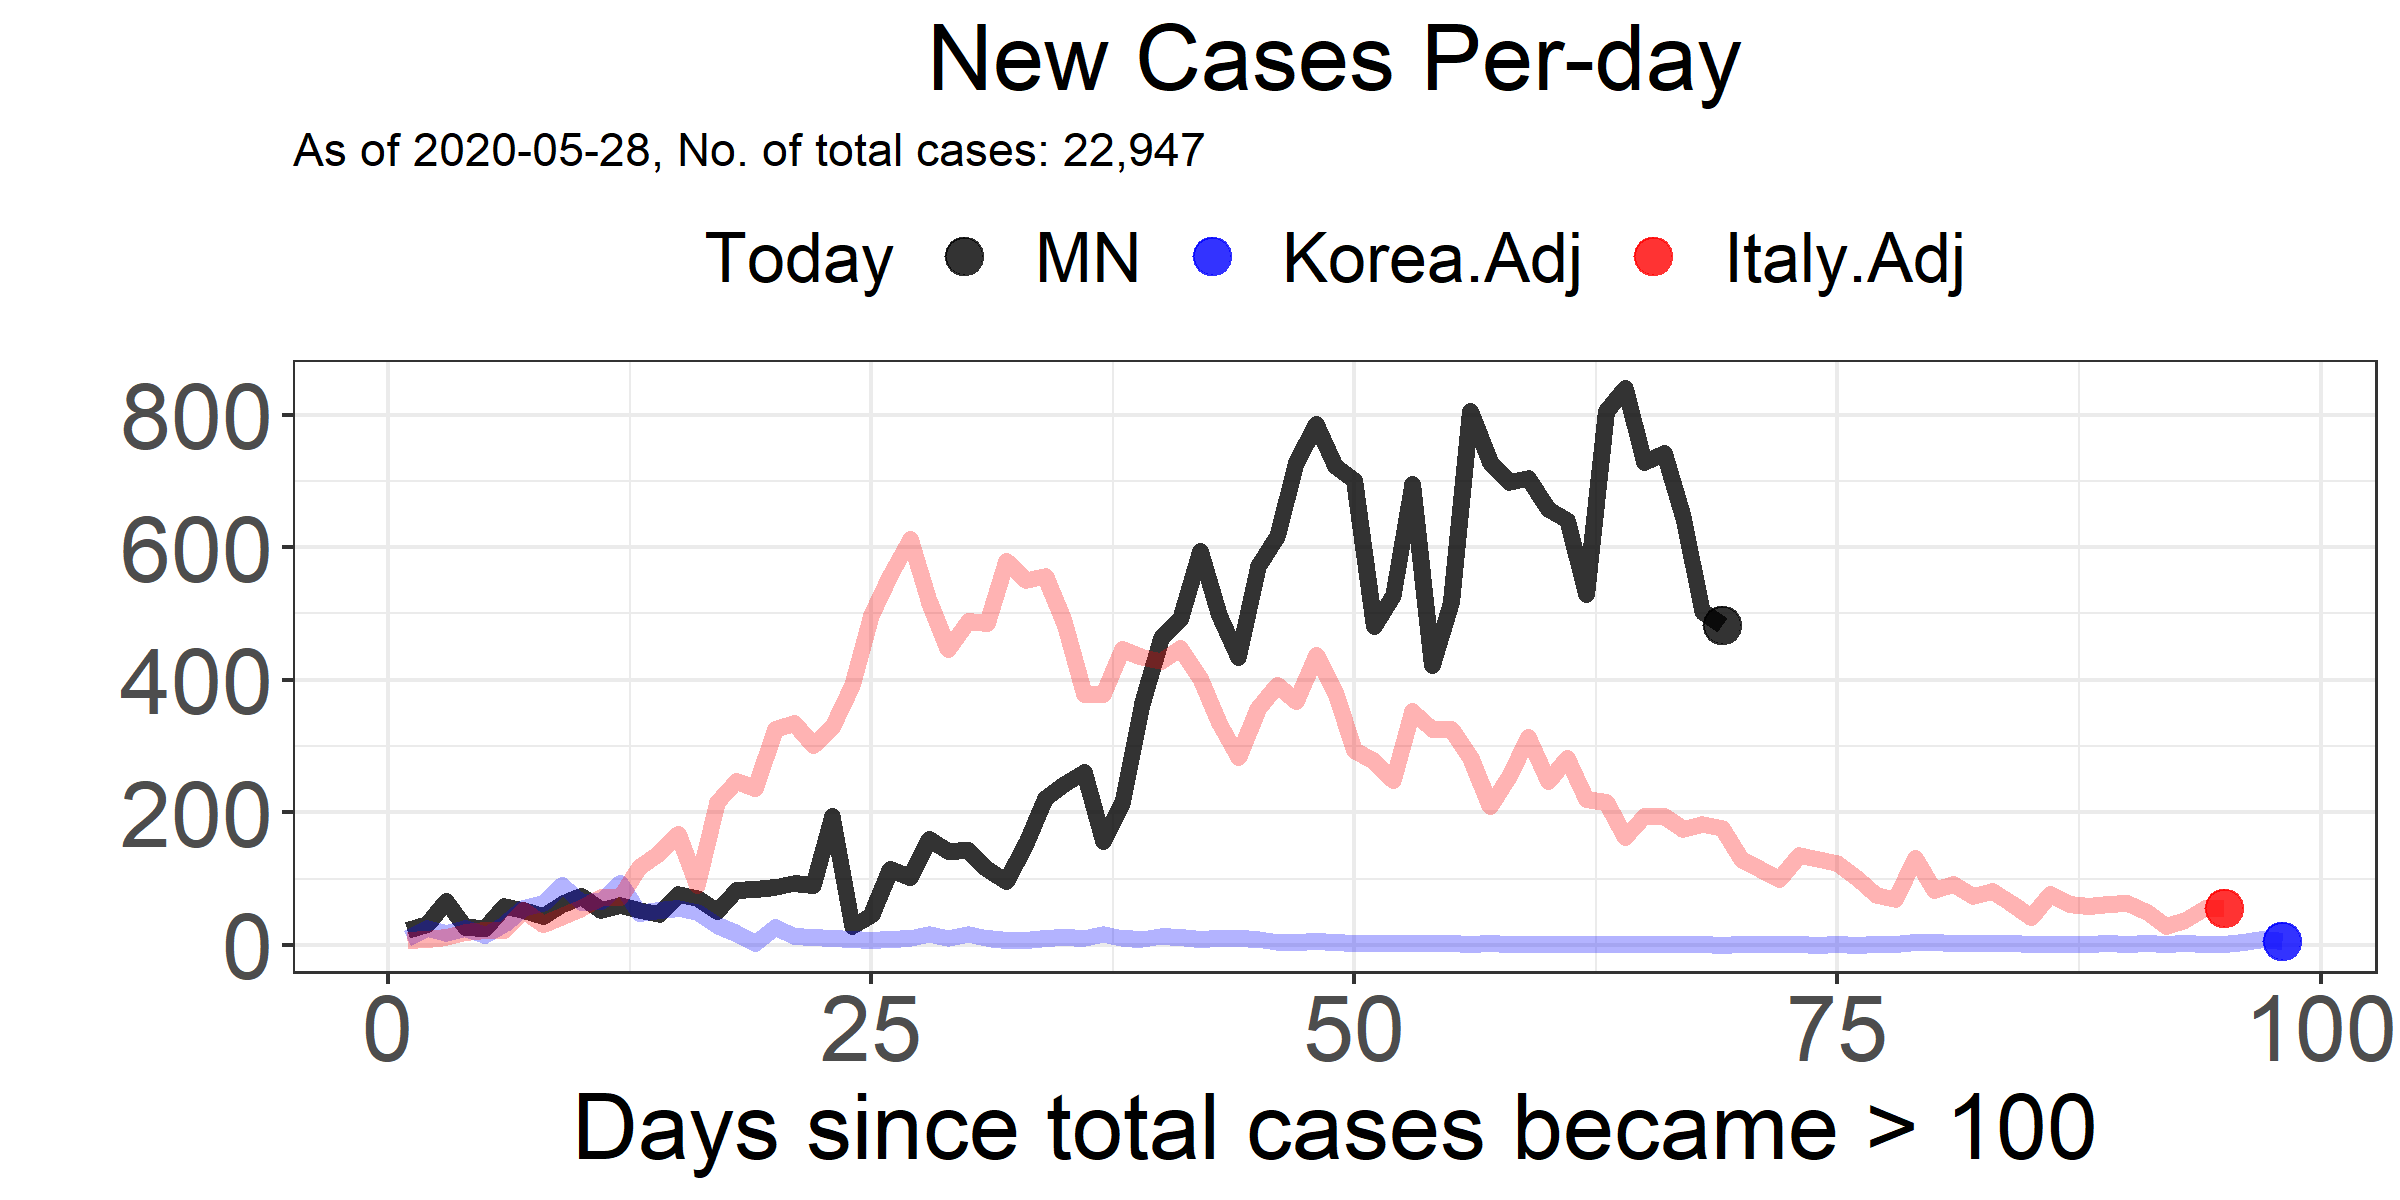 New Cases Per-day
As of 2020-05-28, No. of total cases: 22,947
Today MN Korea.Adj Italy.Adj
800
600
400
200
0
0 25 50 75 100
Days since total cases became > 100